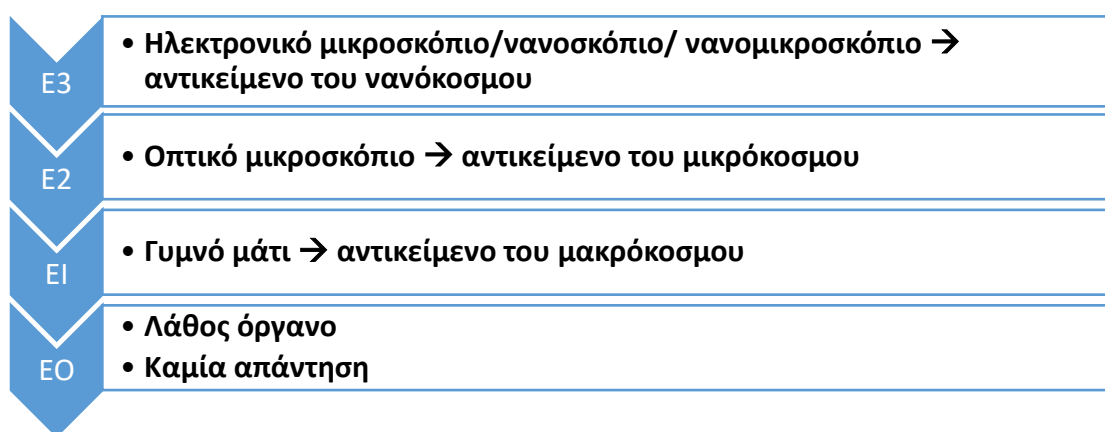 E3
• Ηλεκτρονικό μικροσκόπιο/νανοσκόπιο/ νανομικροσκόπιο →
αντικείμενο του νανόκοσμου
E2
• Οπτικό μικροσκόπιο → αντικείμενο του μικρόκοσμου
EI
• Γυμνό μάτι → αντικείμενο του μακρόκοσμου
EO
• Λάθος όργανο
• Καμία απάντηση